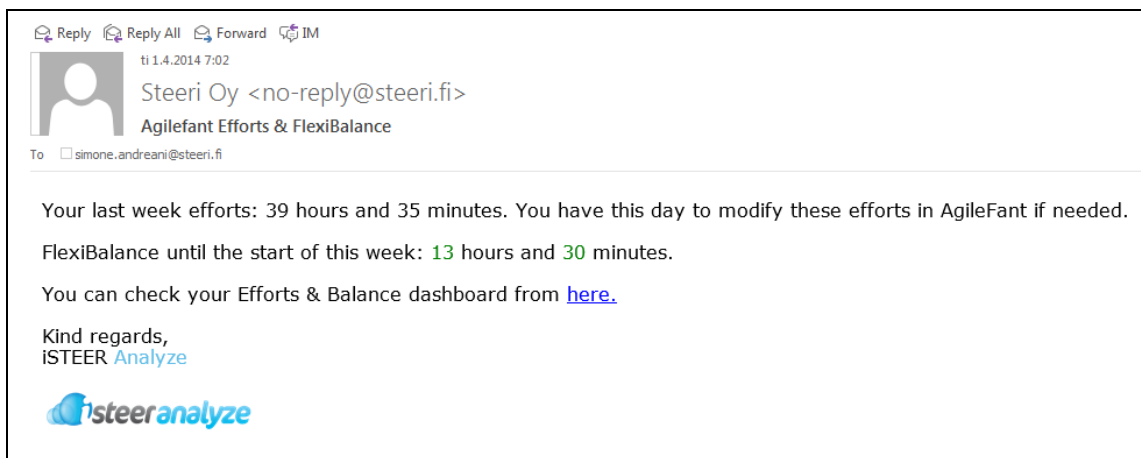 Reply Reply All Forward IM
ti 1.4.2014 7:02
Steeri Oy <no-reply@steeri.fi>
Agilefant Efforts & FlexiBalance
To simone.andreani@steeri.fi
Your last week efforts: 39 hours and 35 minutes. You have this day to modify these efforts in AgileFant if needed.
FlexiBalance until the start of this week: 13 hours and 30 minutes.
You can check your Efforts & Balance dashboard from here.
Kind regards,
iSTEER Analyze
isteeranalyze